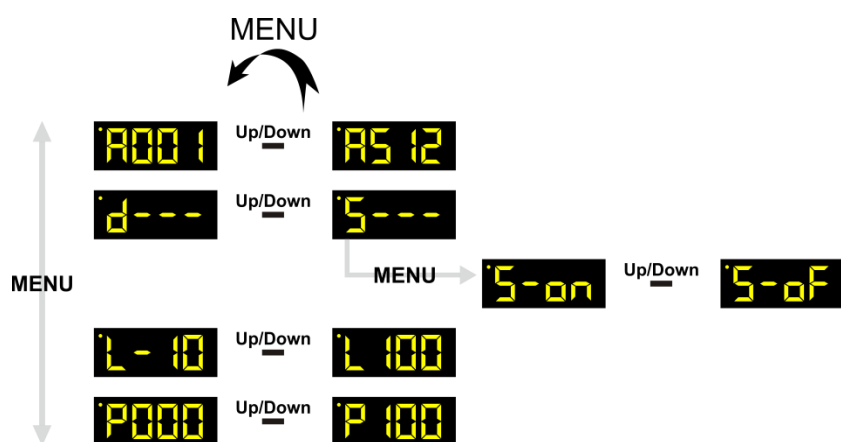 MENU
A001 Up/Down A512
d--- Up/Down S---
MENU MENU S-on Up/Down S-oF
L-10 Up/Down L100
P000 Up/Down P100